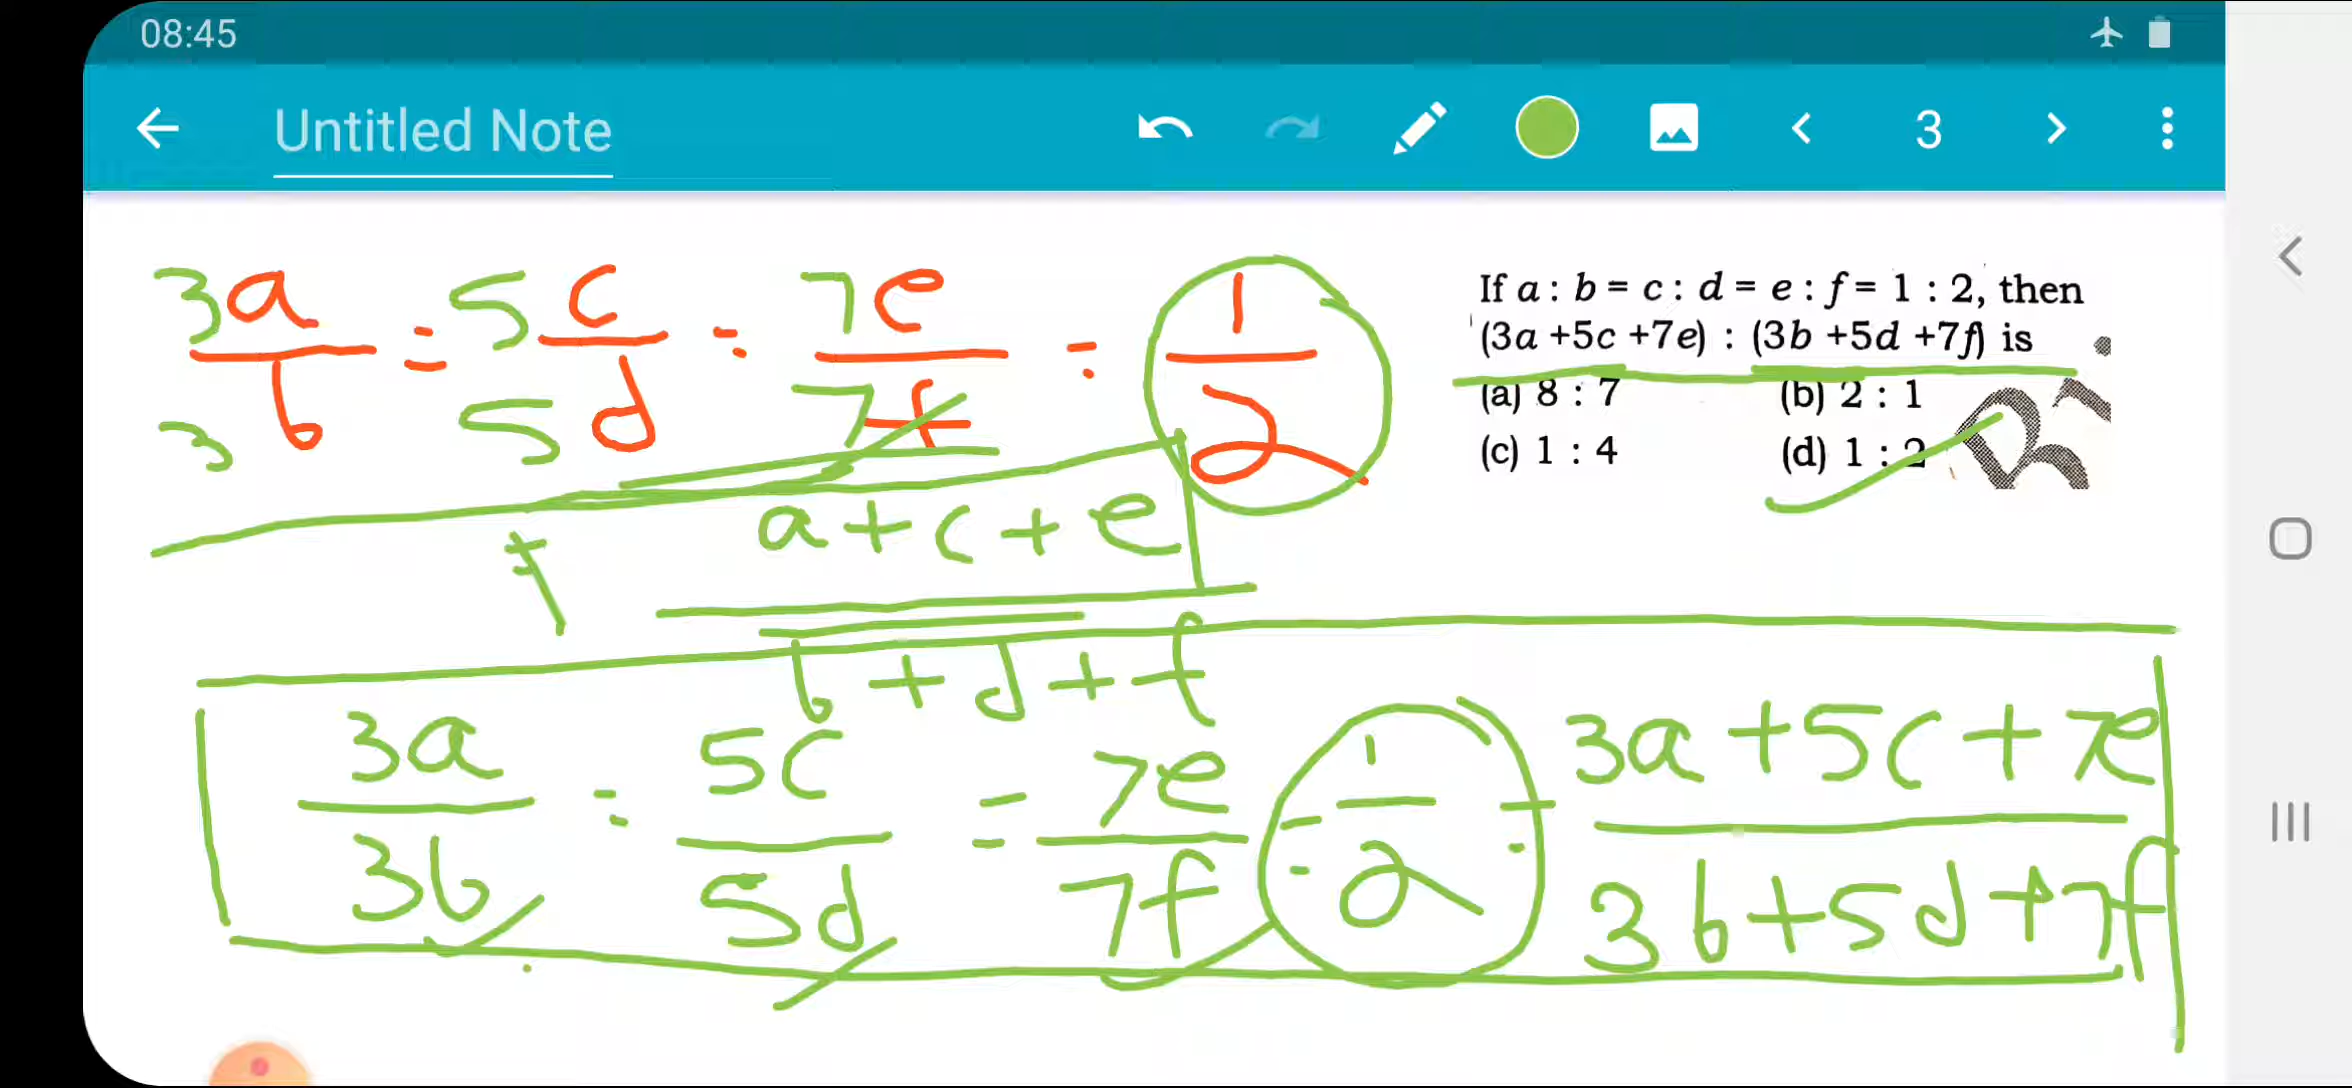 08:45
Untitled Note
3
3a/3b = 5c/5d = 7e/7f = 1/2
If a : b = c : d = e : f = 1 : 2, then
(3a +5c +7e) : (3b +5d +7f) is
(a) 8 : 7 (b) 2 : 1
(c) 1 : 4 (d) 1 : 2
a + c + e
b + d + f
3a/3b = 5c/5d = 7e/7f = 1/2 = 3a + 5c + 7e/3b + 5d + 7f